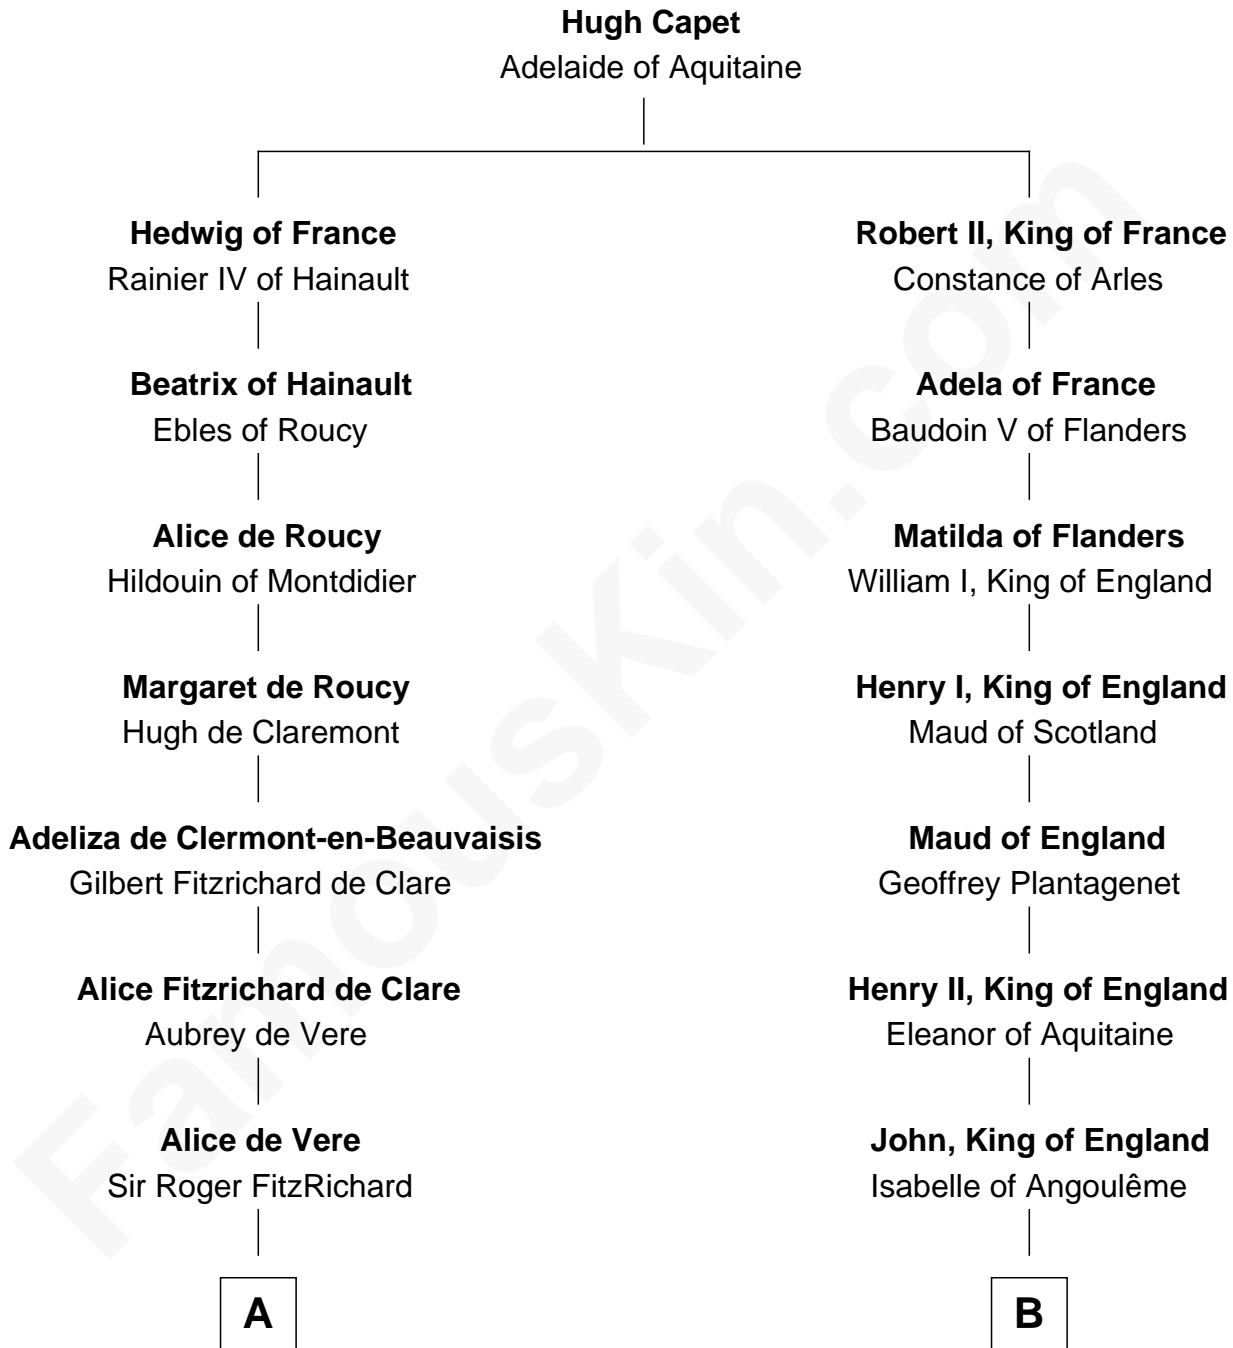 Hugh Capet
Adelaide of Aquitaine
Hedwig of France
Rainier IV of Hainault
Robert II, King of France
Constance of Arles
Beatrix of Hainault
Ebles of Roucy
Adela of France
Baudoin V of Flanders
Alice de Roucy
Hildouin of Montdidier
Matilda of Flanders
William I, King of England
Margaret de Roucy
Hugh de Claremont
Henry I, King of England
Maud of Scotland
Adeliza de Clermont-en-Beauvaisis
Gilbert Fitzrichard de Clare
Maud of England
Geoffrey Plantagenet
Alice Fitzrichard de Clare
Aubrey de Vere
Henry II, King of England
Eleanor of Aquitaine
Alice de Vere
Sir Roger FitzRichard
John, King of England
Isabelle of Angoulême
A
B
FamousKin.com